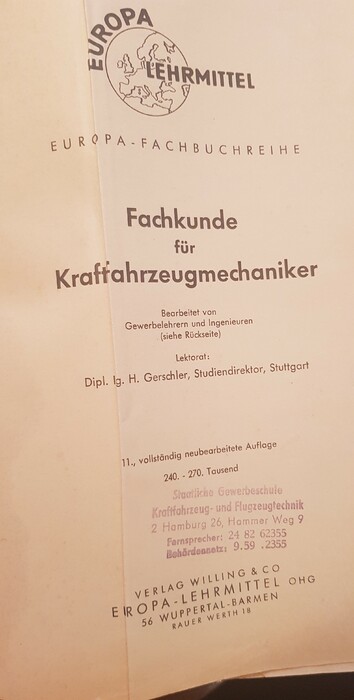 EUROPA
LEHRMITTEL
EUROPA-FACHBUCHREIHE
Fachkunde
für
Kraftfahrzeugmechaniker
Bearbeitet von
Gewerbelehrern und Ingenieuren
(siehe Rückseite)
Lektorat:
Dipl. Ig. H. Gerschler, Studiendirektor, Stuttgart
11., vollständig neubearbeitete Auflage
240. - 270. Tausend
Staatliche Gewerbeschule
Kraftfahrzeug- und Flugzeugtechnik
2 Hamburg 26, Hammer Weg 9
Fernsprecher: 24 82 62355
Behördennetz: 9.59 .2355
VERLAG WILLING & CO
EUROPA-LEHRMITTEL OHG
56 WUPPERTAL-BARMEN
RAUER WERTH 18